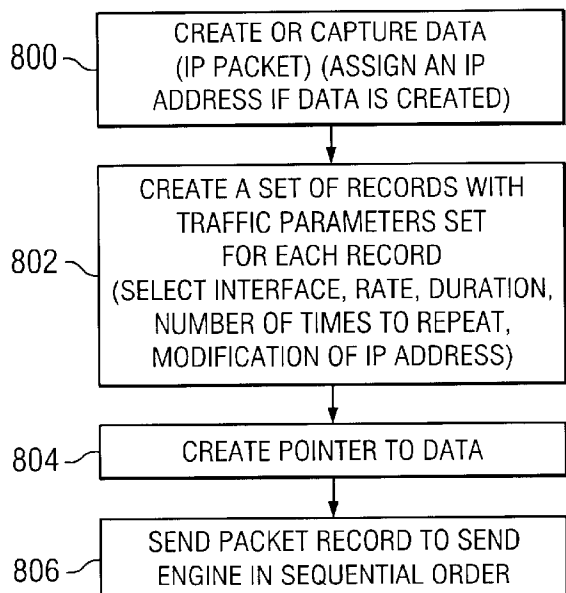 800
CREATE OR CAPTURE DATA
(IP PACKET) (ASSIGN AN IP
ADDRESS IF DATA IS CREATED)
802
CREATE A SET OF RECORDS WITH
TRAFFIC PARAMETERS SET
FOR EACH RECORD
(SELECT INTERFACE, RATE, DURATION,
NUMBER OF TIMES TO REPEAT,
MODIFICATION OF IP ADDRESS)
804
CREATE POINTER TO DATA
806
SEND PACKET RECORD TO SEND
ENGINE IN SEQUENTIAL ORDER